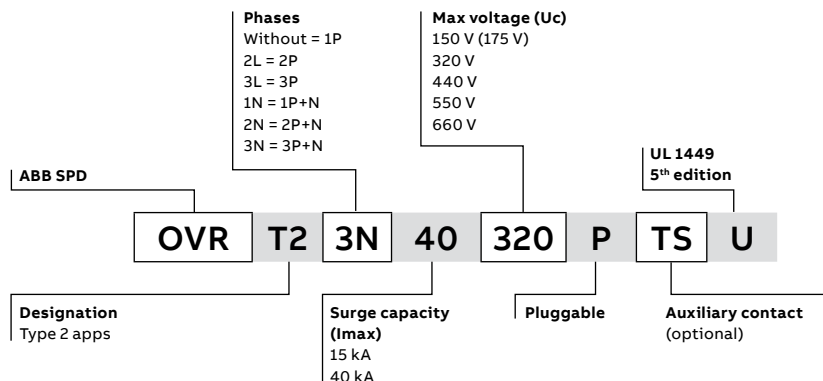 Phases
Without = 1P
2L = 2P
3L = 3P
1N = 1P+N
2N = 2P+N
3N = 3P+N
Max voltage (Uc)
150 V (175 V)
320 V
440 V
550 V
660 V
ABB SPD
UL 1449
5th edition
OVR T2 3N 40 320 P TS U
Designation
Type 2 apps
Surge capacity
(Imax)
15 kA
40 kA
Pluggable
Auxiliary contact
(optional)